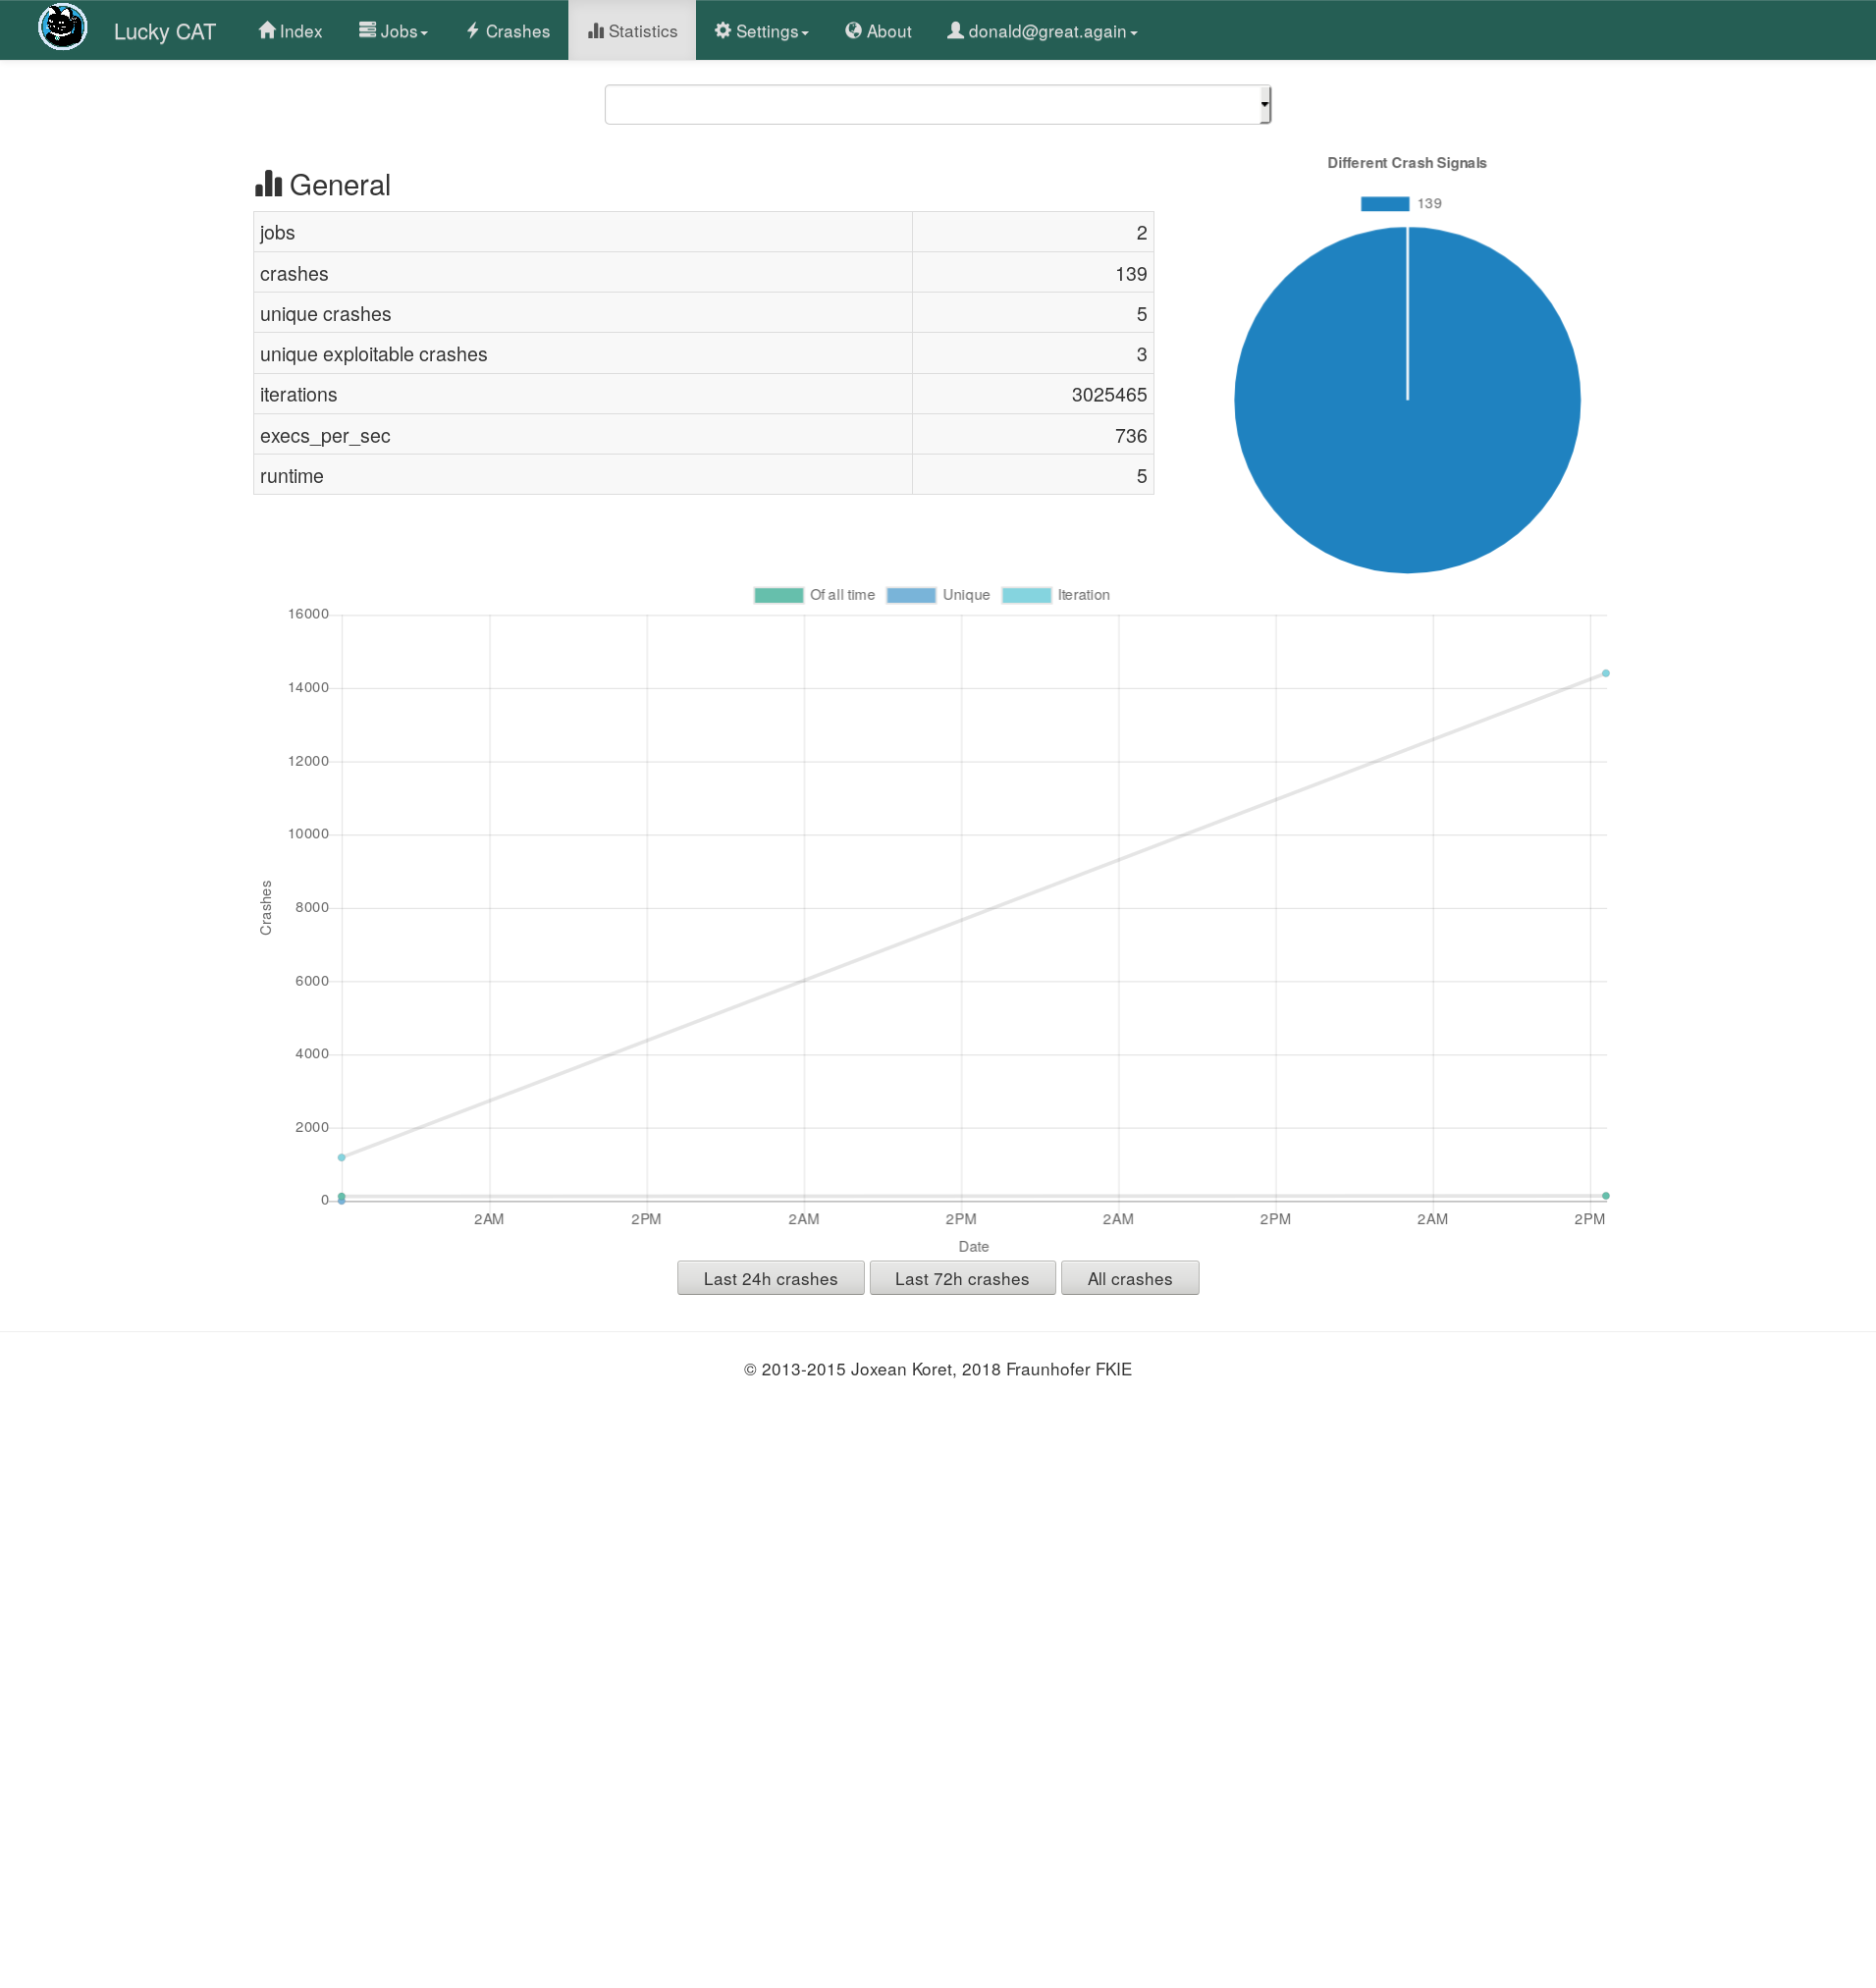 Lucky CAT Index Jobs Crashes Statistics Settings About donald@great.again
General
jobs 2
crashes 139
unique crashes 5
unique exploitable crashes 3
iterations 3025465
execs_per_sec 736
runtime 5
Different Crash Signals
139
Of all time Unique Iteration
16000
14000
12000
10000
8000
6000
4000
2000
0
Crashes
2AM 2PM 2AM 2PM 2AM 2PM 2AM 2PM
Date
Last 24h crashes Last 72h crashes All crashes
© 2013-2015 Joxean Koret, 2018 Fraunhofer FKIE